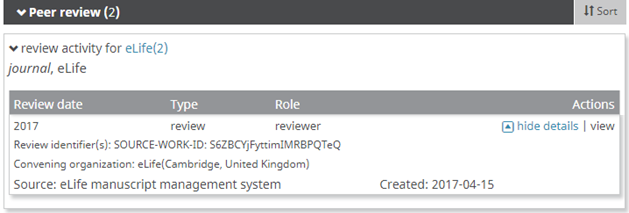 Peer review (2)
Sort
review activity for eLife(2)
journal, eLife
Review date Type Role Actions
2017 review reviewer hide details | view
Review identifier(s): SOURCE-WORK-ID: S6ZBCYjFyttimIMRBPQTeQ
Convening organization: eLife(Cambridge, United Kingdom)
Source: eLife manuscript management system Created: 2017-04-15